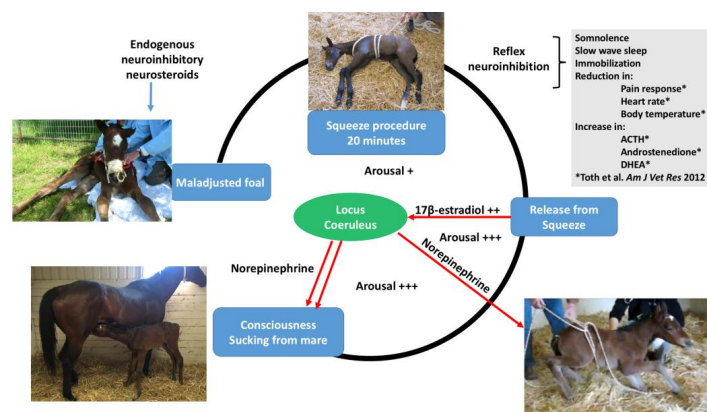 Endogenous
neuroinhibitory
neurosteroids
Maladjusted foal
Squeeze procedure
20 minutes
Arousal +
Reflex
neuroinhibition
Somnolence
Slow wave sleep
Immobilization
Reduction in:
Pain response*
Heart rate*
Body temperature*
Increase in:
ACTH*
Androstenedione*
DHEA*
*Toth et al. Am J Vet Res 2012
Locus
Coeruleus
17β-estradiol ++
Arousal +++
Release from
Squeeze
Norepinephrine
Norepinephrine
Arousal +++
Consciousness
Sucking from mare